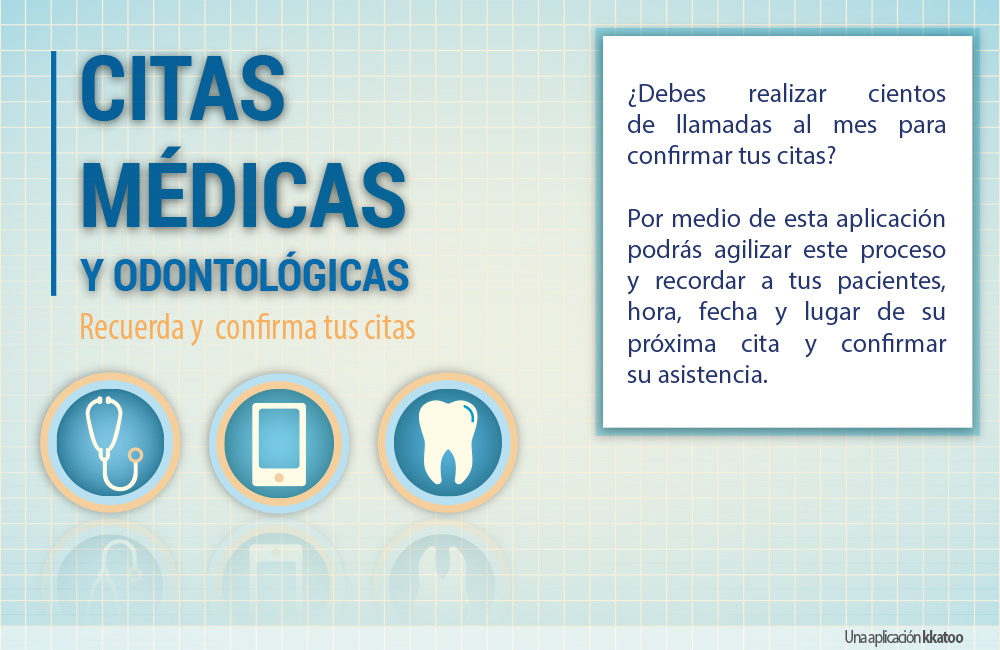 CITAS
MÉDICAS
Y ODONTOLÓGICAS
Recuerda y confirma tus citas
¿Debes realizar cientos
de llamadas al mes para
confirmar tus citas?
Por medio de esta aplicación
podrás agilizar este proceso
y recordar a tus pacientes,
hora, fecha y lugar de su
próxima cita y confirmar
su asistencia.
Una aplicación kkatoo